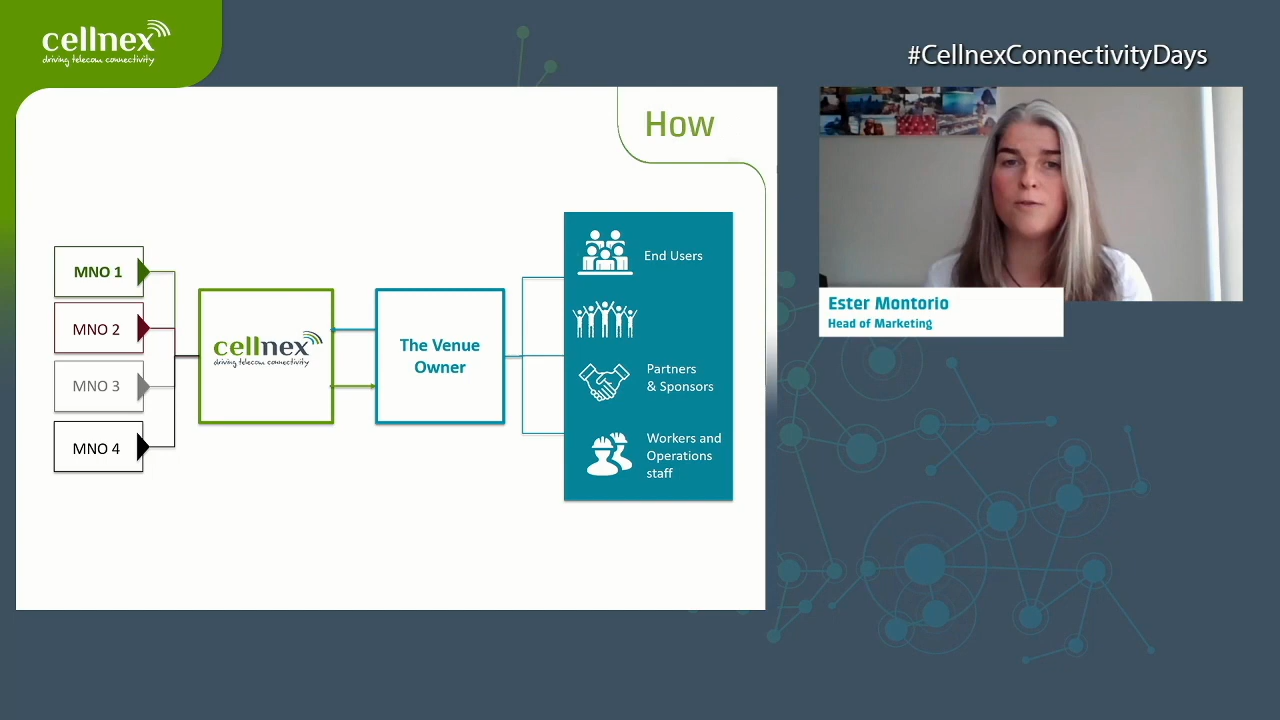 cellnex
driving telecom connectivity
#CellnexConnectivityDays
How
MNO 1
MNO 2
MNO 3
MNO 4
cellnex
driving telecom connectivity
The Venue
Owner
End Users
Partners
& Sponsors
Workers and
Operations
staff
Ester Montorio
Head of Marketing